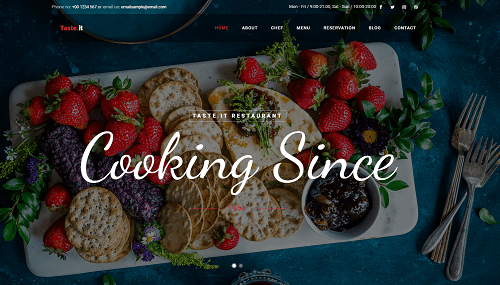 Phone no: +00 1234 567 or email us: emailsample@email.com
Mon - Fri / 9:00-21:00, Sat - Sun / 10:00-20:00
Taste.it
HOME ABOUT CHEF MENU RESERVATION BLOG CONTACT
TASTE.IT RESTAURANT
Cooking Since